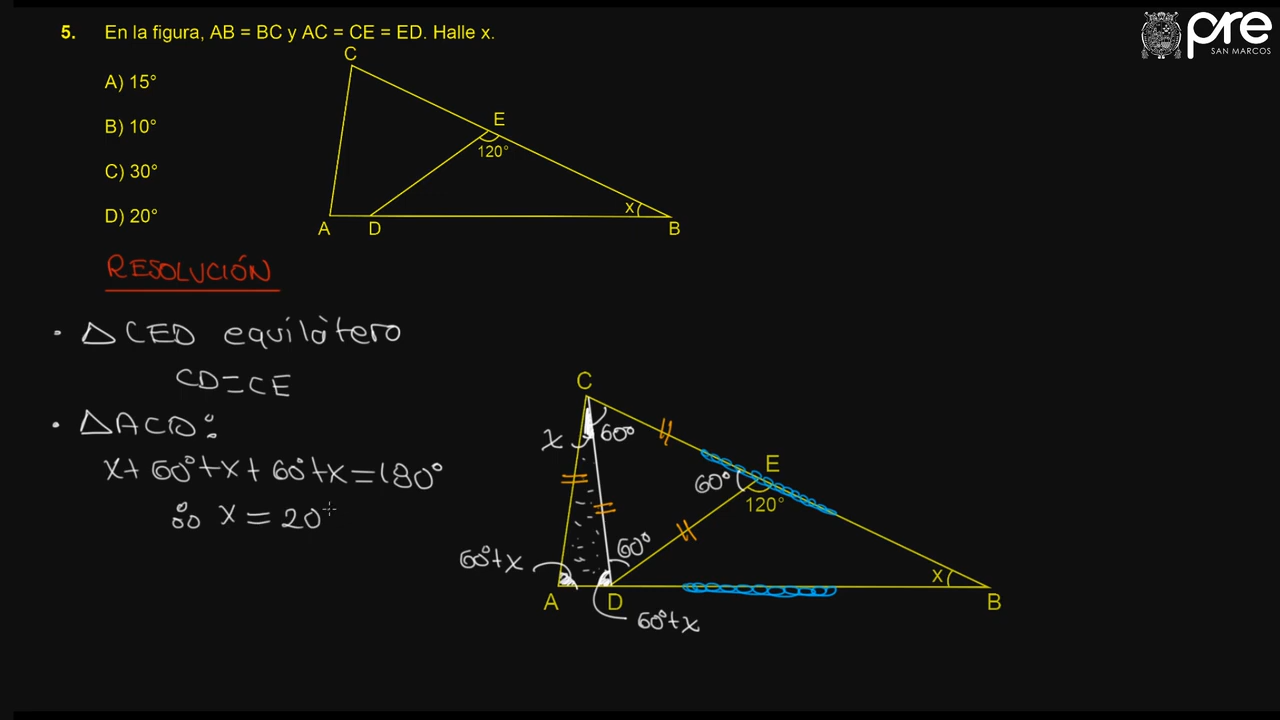 5. En la figura, AB = BC y AC = CE = ED. Halle x.
pre
SAN MARCOS
A) 15°
B) 10°
C) 30°
D) 20°
C
E
120°
x
A
D
B
RESOLUCIÓN
• △CED equilàtero
CD=CE
• △ACD:
x+60°+x+60°+x=180°
∴ x=20°
C
x
60°
E
60°
120°
60°
60°+x
x
A
D
B
60°+x